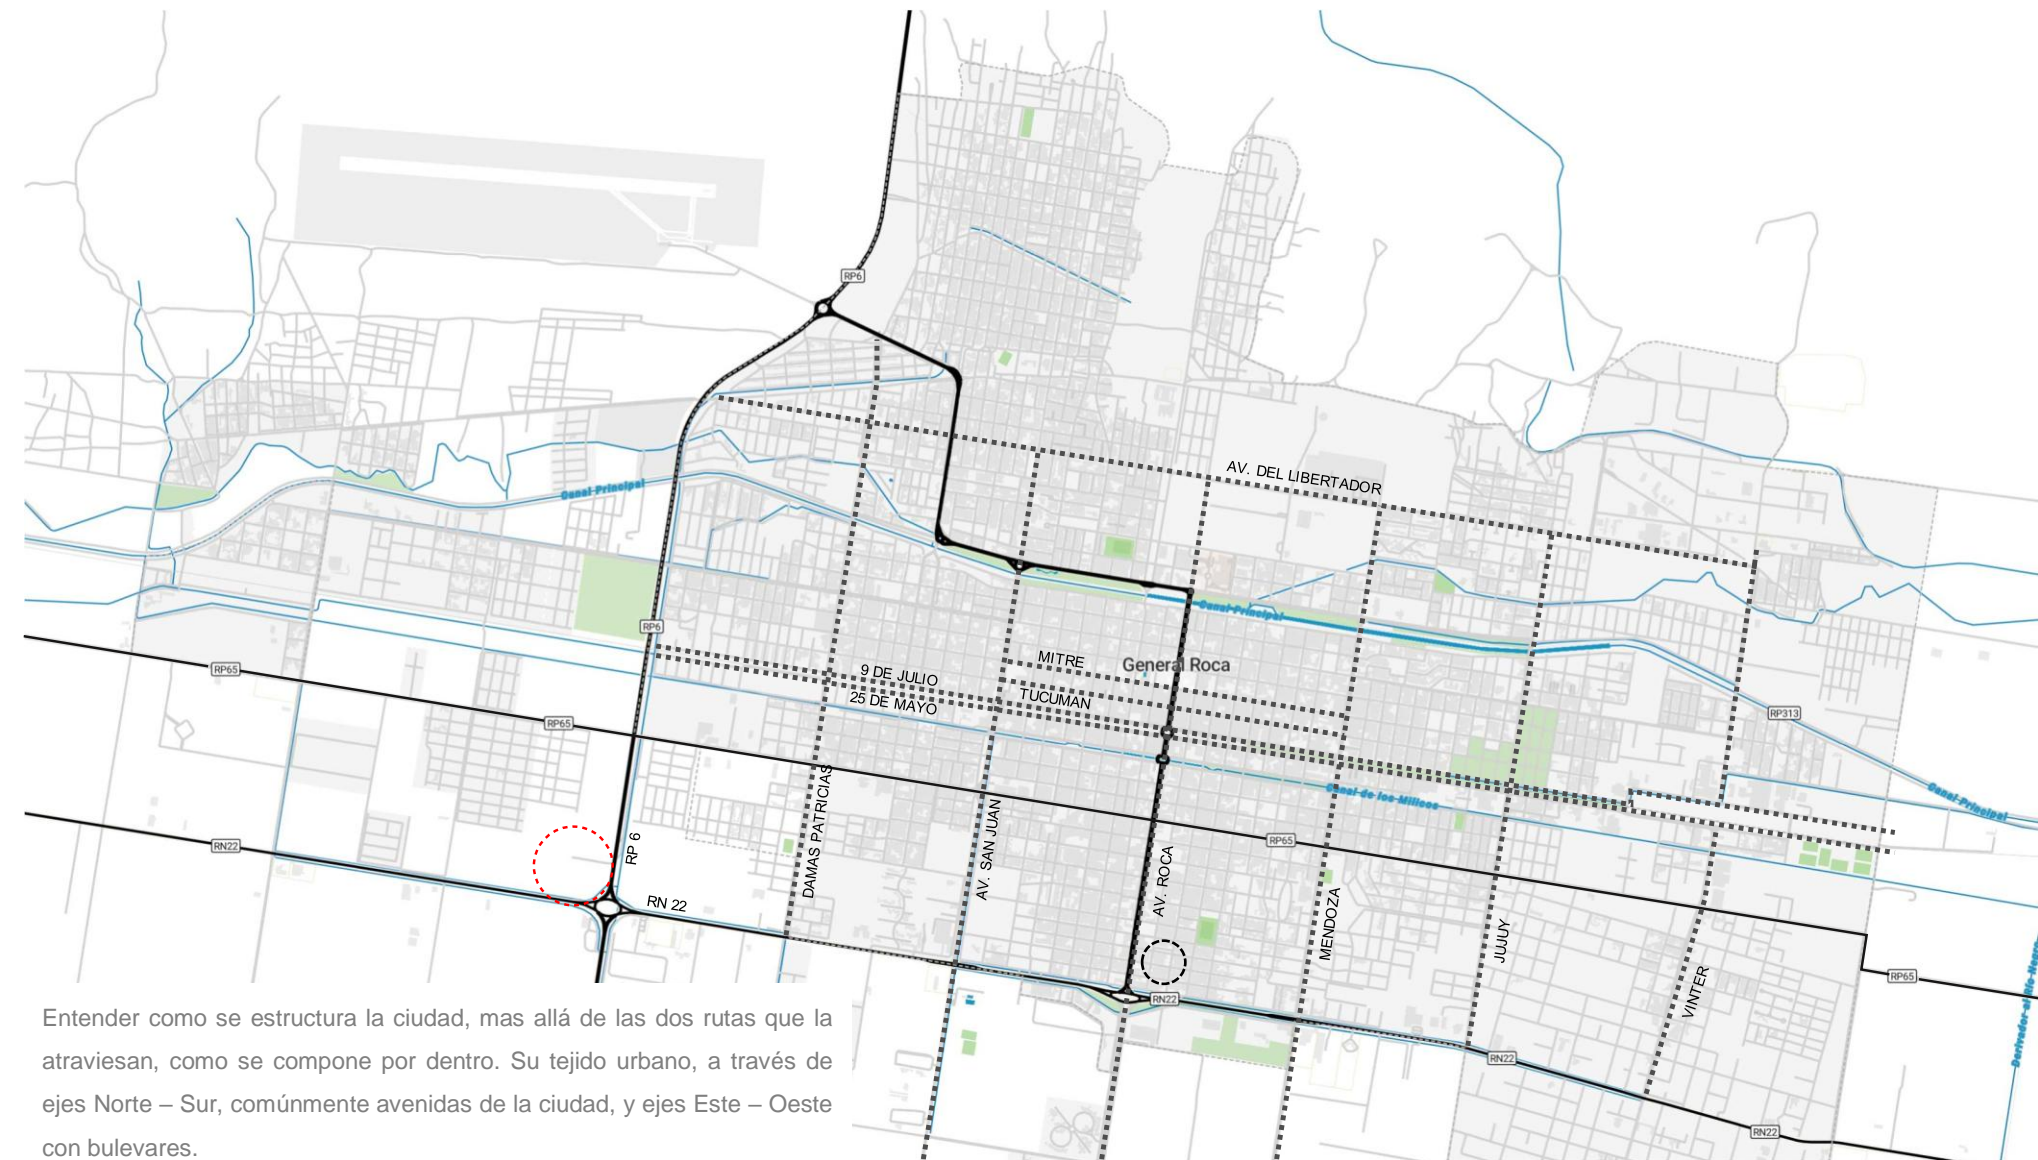 RP6
AV. DEL LIBERTADOR
Canal Principal
Canal Principal
RP6
MITRE
General Roca
9 DE JULIO
25 DE MAYO
TUCUMAN
RP65
RP65
RP313
Canal Principal
Canal de los Milicos
RN22
RP 6
RN 22
DAMAS PATRICIAS
AV. SAN JUAN
AV. ROCA
RP65
MENDOZA
JUJUY
VINTER
RP65
RN22
RN22
RN22
Derivador al Río Negro
Entender como se estructura la ciudad, mas allá de las dos rutas que la
atraviesan, como se compone por dentro. Su tejido urbano, a través de
ejes Norte – Sur, comúnmente avenidas de la ciudad, y ejes Este – Oeste
con bulevares.